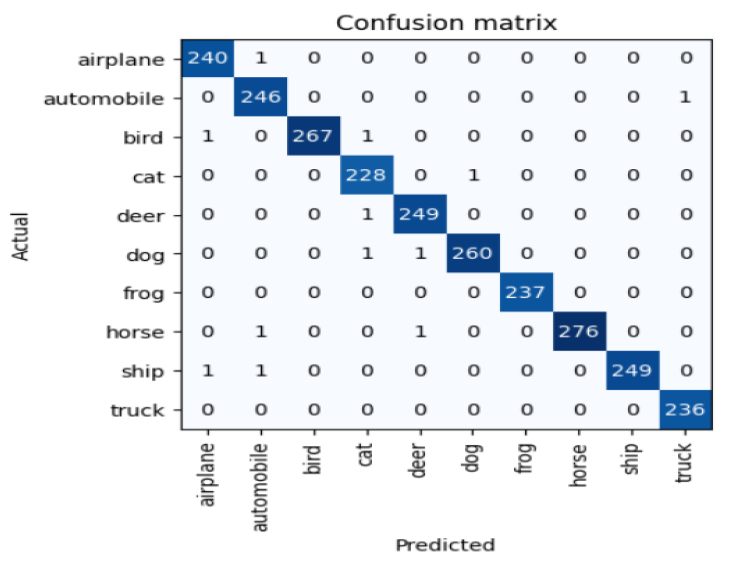 Confusion matrix
airplane 240 1 0 0 0 0 0 0 0 0
automobile 0 246 0 0 0 0 0 0 0 1
bird 1 0 267 1 0 0 0 0 0 0
cat 0 0 0 228 0 1 0 0 0 0
deer 0 0 0 1 249 0 0 0 0 0
dog 0 0 0 1 1 260 0 0 0 0
frog 0 0 0 0 0 0 237 0 0 0
horse 0 1 0 0 1 0 0 276 0 0
ship 1 1 0 0 0 0 0 0 249 0
truck 0 0 0 0 0 0 0 0 0 236
Actual
airplane automobile bird cat deer dog frog horse ship truck
Predicted